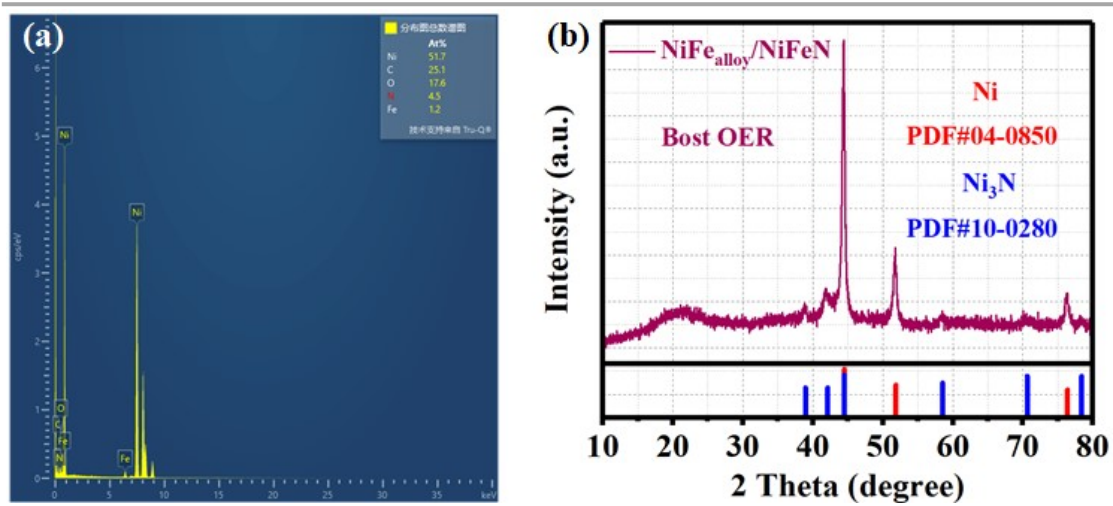 (a)
分布图总数谱图
At%
Ni 51.7
C 25.1
O 17.6
N 4.5
Fe 1.2
技术支持来自 Tru-Q®
6
5
4
3
2
1
0
cps/eV
Ni
Ni
O
C
Fe
N
Fe
0 5 10 15 20 25 30 35 keV
(b)
NiFealloy/NiFeN
Bost OER
Ni
PDF#04-0850
Ni3N
PDF#10-0280
Intensity (a.u.)
10 20 30 40 50 60 70 80
2 Theta (degree)